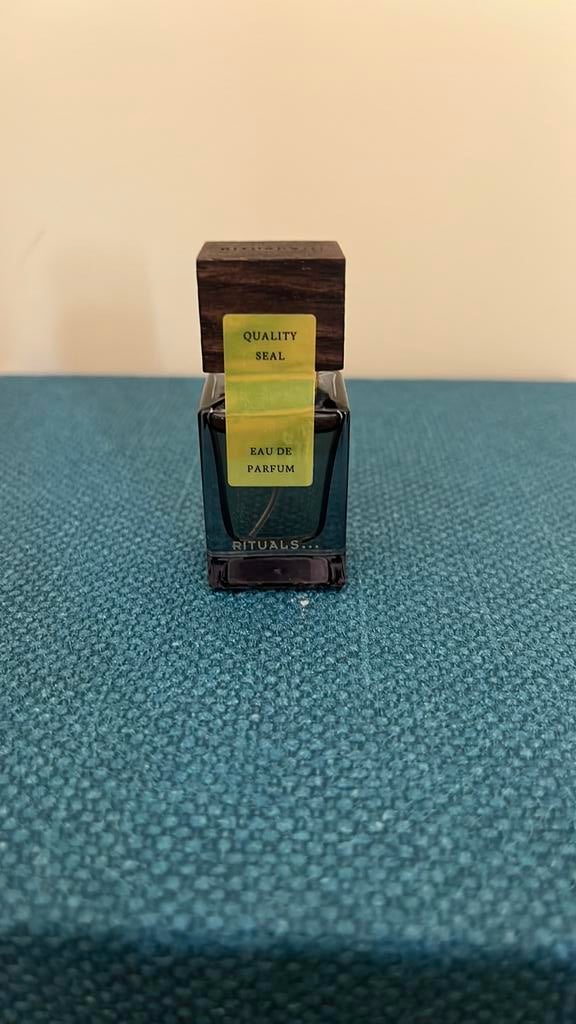 QUALITY
SEAL
EAU DE
PARFUM
RITUALS...